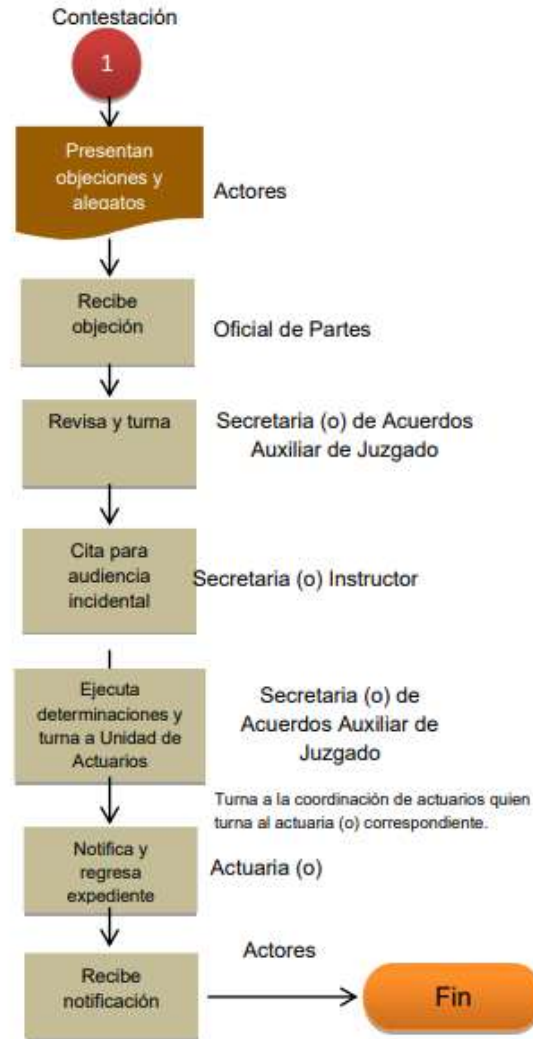 Contestación
1
Presentan
objeciones y
alegatos
Actores
Recibe
objeción
Oficial de Partes
Revisa y turna
Secretaria (o) de Acuerdos
Auxiliar de Juzgado
Cita para
audiencia
incidental
Secretaria (o) Instructor
Ejecuta
determinaciones y
turna a Unidad de
Actuarios
Secretaria (o) de
Acuerdos Auxiliar de
Juzgado
Turna a la coordinación de actuarios quien
turna al actuaria (o) correspondiente.
Notifica y
regresa
expediente
Actuaria (o)
Recibe
notificación
Actores
Fin